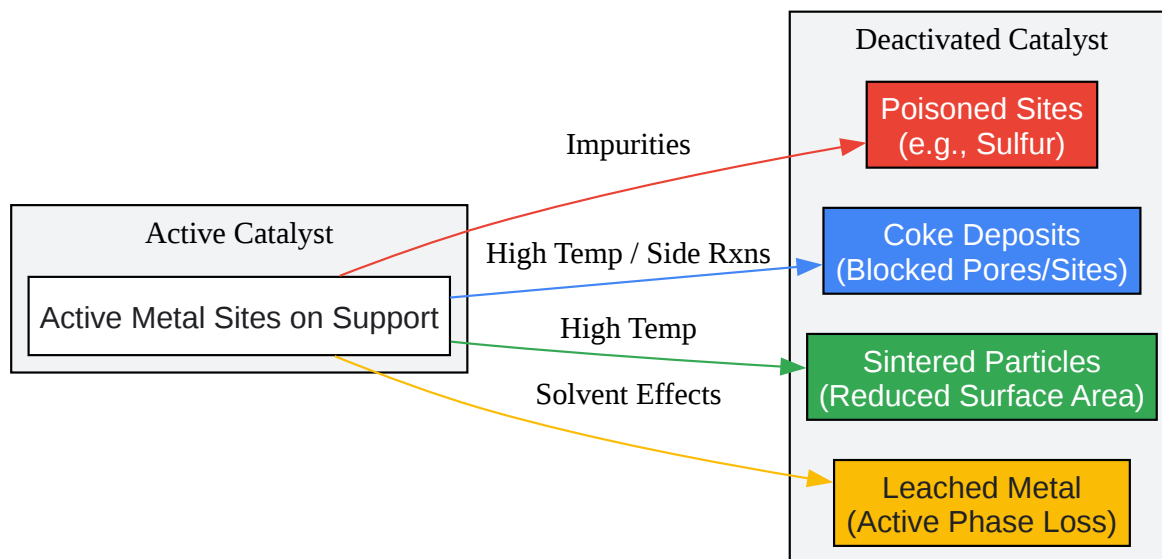 Deactivated Catalyst
Poisoned Sites
(e.g., Sulfur)
Impurities
Active Catalyst
High Temp / Side Rxns
Coke Deposits
(Blocked Pores/Sites)
Active Metal Sites on Support
High Temp
Sintered Particles
(Reduced Surface Area)
Solvent Effects
Leached Metal
(Active Phase Loss)